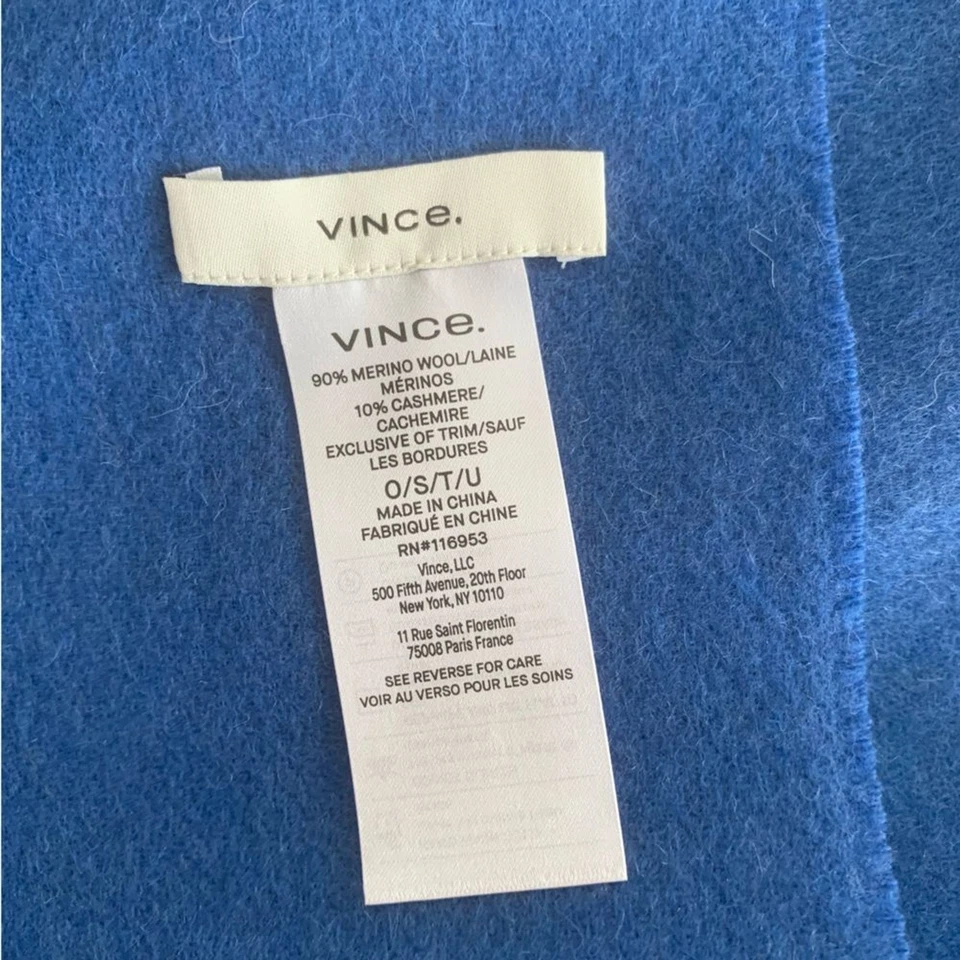 VINCE.
VINCE.
90% MERINO WOOL/LAINE
MÉRINOS
10% CASHMERE/
CACHEMIRE
EXCLUSIVE OF TRIM/SAUF
LES BORDURES
O/S/T/U
MADE IN CHINA
FABRIQUÉ EN CHINE
RN#116953
Vince, LLC
500 Fifth Avenue, 20th Floor
New York, NY 10110
11 Rue Saint Florentin
75008 Paris France
SEE REVERSE FOR CARE
VOIR AU VERSO POUR LES SOINS